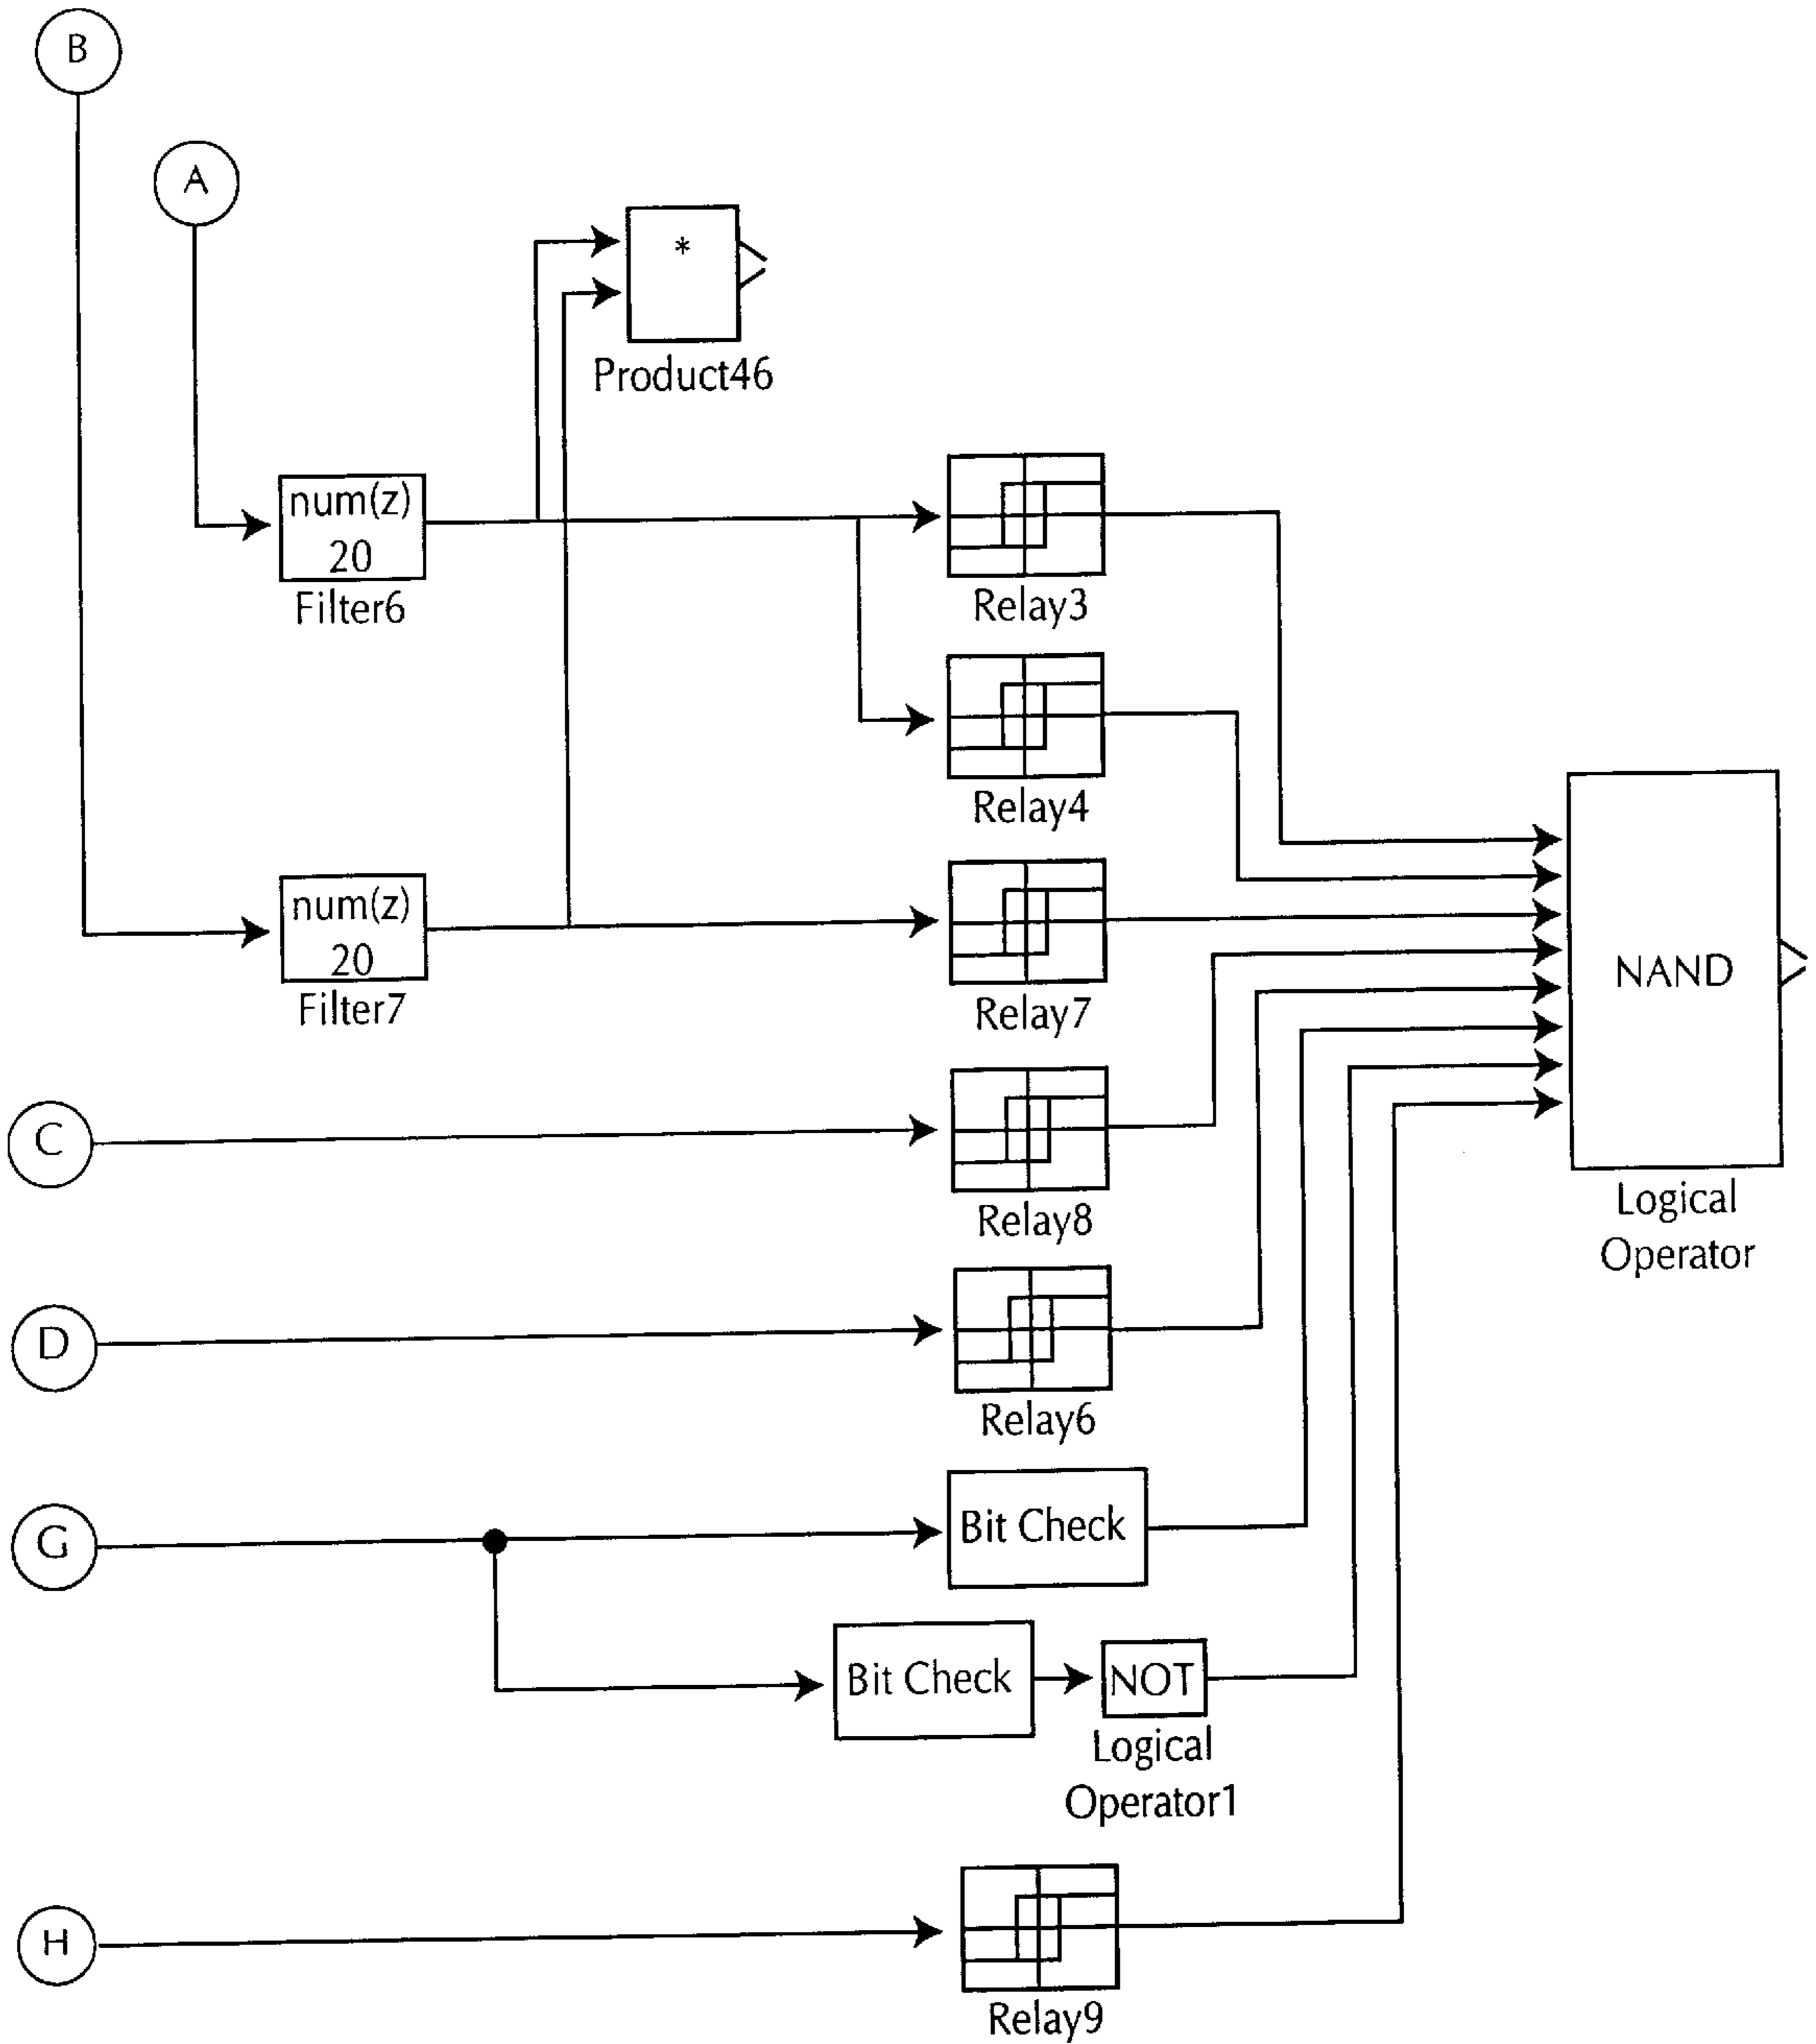 B
A
*
Product46
num(z)
20
Filter6
Relay3
Relay4
num(z)
20
Filter7
Relay7
NAND
Logical
Operator
C
Relay8
D
Relay6
G
Bit Check
Bit Check
NOT
Logical
Operator1
H
Relay9